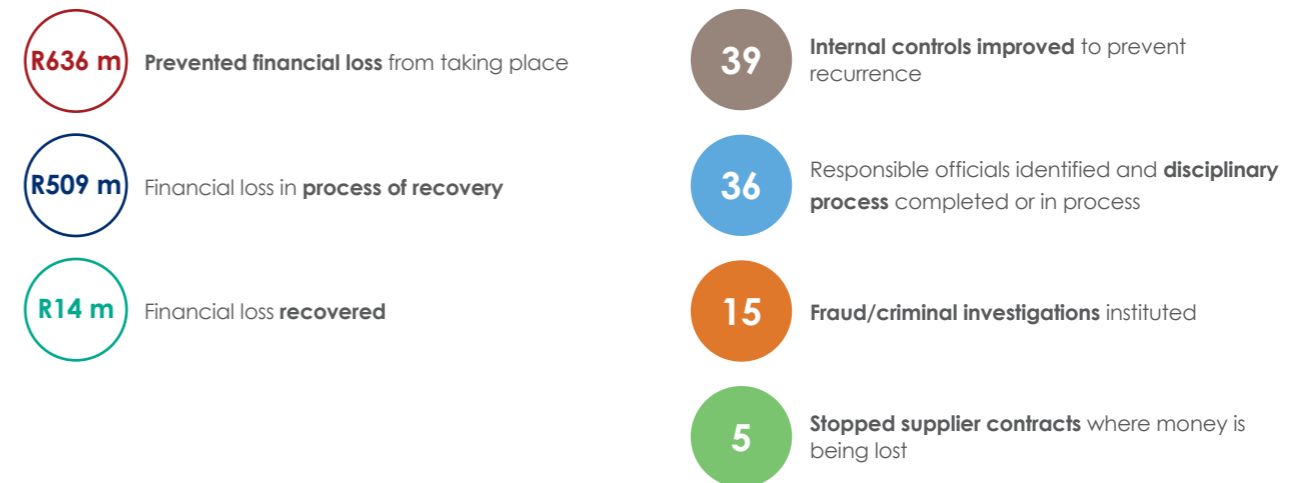 R636 m
Prevented financial loss from taking place
R509 m
Financial loss in process of recovery
R14 m
Financial loss recovered
39
Internal controls improved to prevent
recurrence
36
Responsible officials identified and disciplinary
process completed or in process
15
Fraud/criminal investigations instituted
5
Stopped supplier contracts where money is
being lost